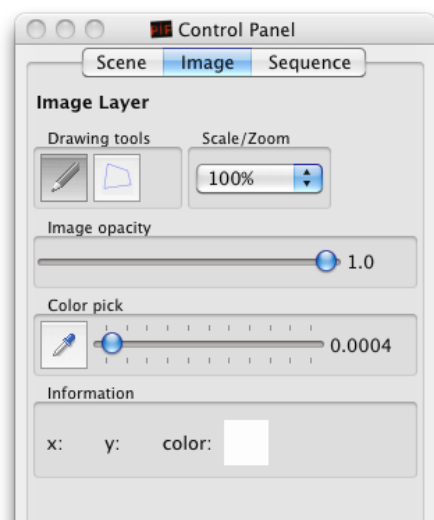 plf Control Panel
Scene Image Sequence
Image Layer
Drawing tools Scale/Zoom
100%
Image opacity
1.0
Color pick
0.0004
Information
x: y: color: